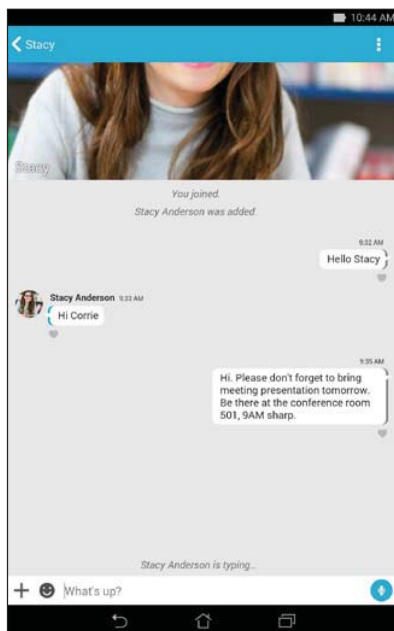 10:44 AM
Stacy
Stacy
You joined.
Stacy Anderson was added.
9:32 AM
Hello Stacy
Stacy Anderson 9:33 AM
Hi Corrie
9:35 AM
Hi. Please don't forget to bring
meeting presentation tomorrow.
Be there at the conference room
501, 9AM sharp.
Stacy Anderson is typing...
What's up?